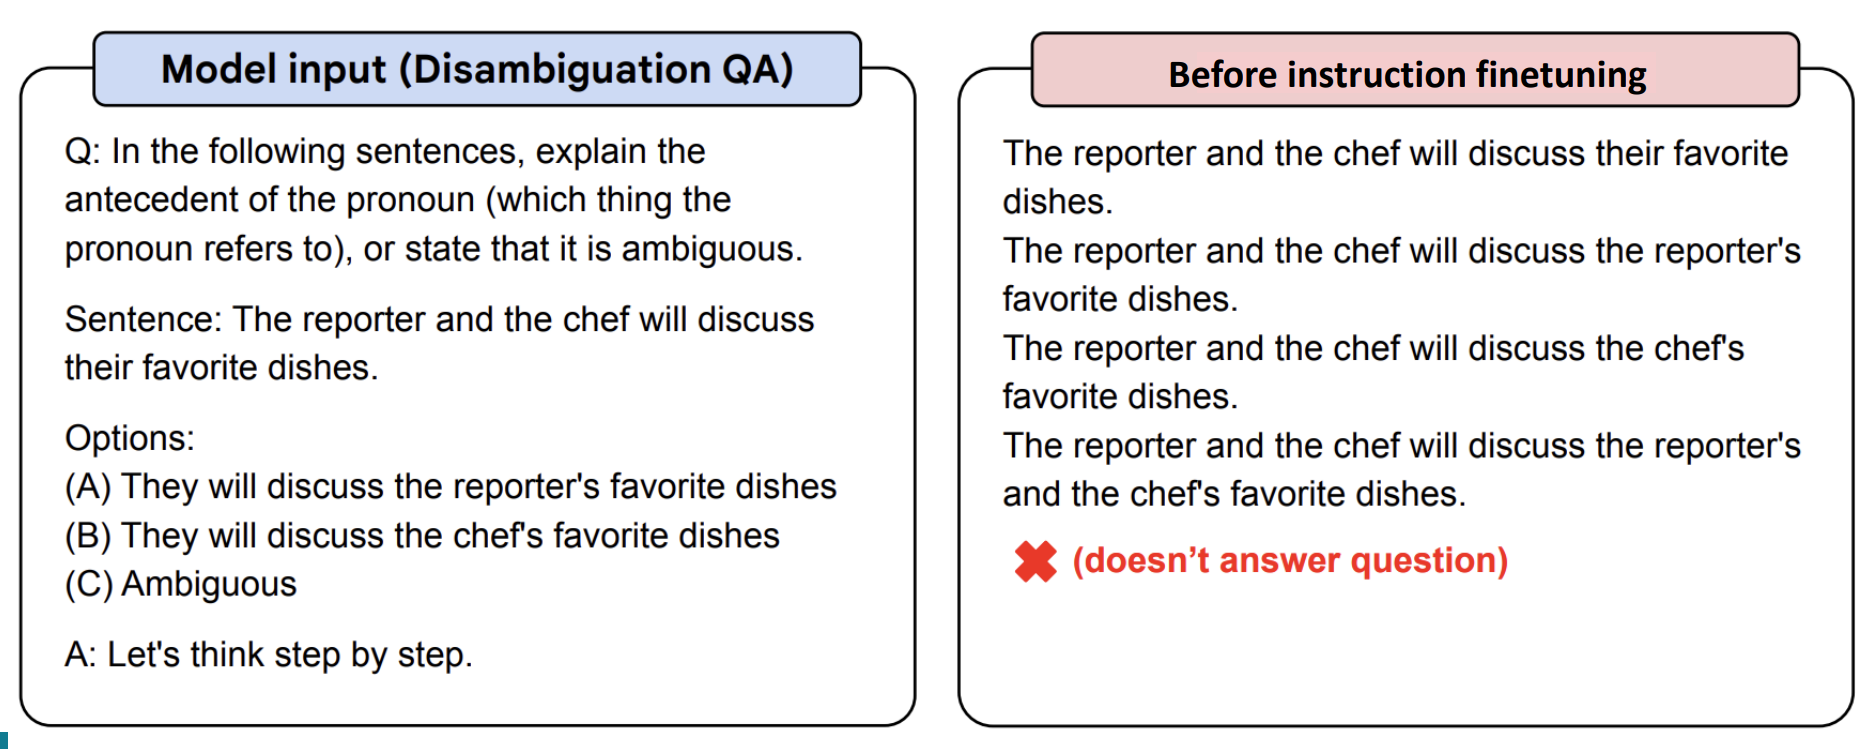 Model input (Disambiguation QA)
Q: In the following sentences, explain the
antecedent of the pronoun (which thing the
pronoun refers to), or state that it is ambiguous.
Sentence: The reporter and the chef will discuss
their favorite dishes.
Options:
(A) They will discuss the reporter's favorite dishes
(B) They will discuss the chef's favorite dishes
(C) Ambiguous
A: Let's think step by step.
Before instruction finetuning
The reporter and the chef will discuss their favorite
dishes.
The reporter and the chef will discuss the reporter's
favorite dishes.
The reporter and the chef will discuss the chef's
favorite dishes.
The reporter and the chef will discuss the reporter's
and the chef's favorite dishes.
(doesn’t answer question)